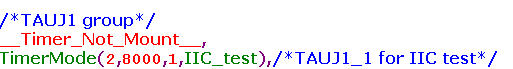 /*TAUJ1 group*/
__Timer_Not_Mount__,
TimerMode(2,8000,1,IIC_test),/*TAUJ1_1 for IIC test*/